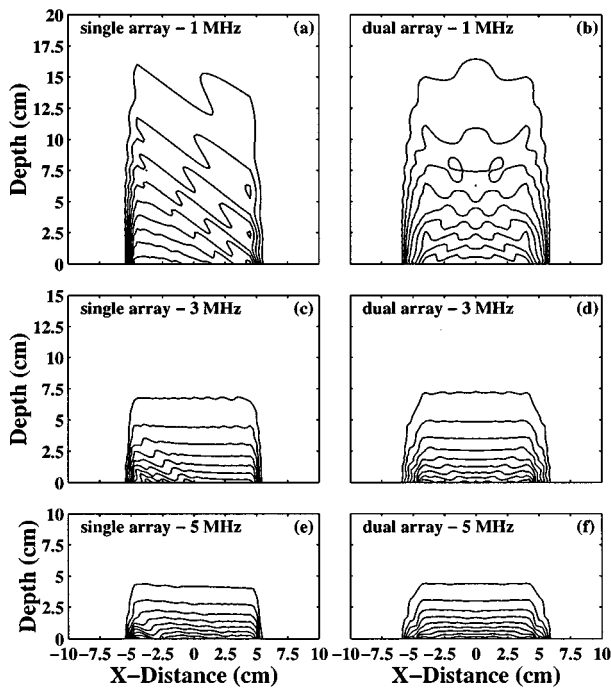 single array – 1 MHz (a)
dual array – 1 MHz (b)
20
17.5
15
12.5
10
7.5
5
2.5
0
Depth (cm)
single array – 3 MHz (c)
dual array – 3 MHz (d)
15
12.5
10
7.5
5
2.5
0
Depth (cm)
single array – 5 MHz (e)
dual array – 5 MHz (f)
10
5
0
Depth (cm)
−10 −7.5 −5 −2.5 0 2.5 5 7.5 10
−10 −7.5 −5 −2.5 0 2.5 5 7.5 10
X−Distance (cm)
X−Distance (cm)